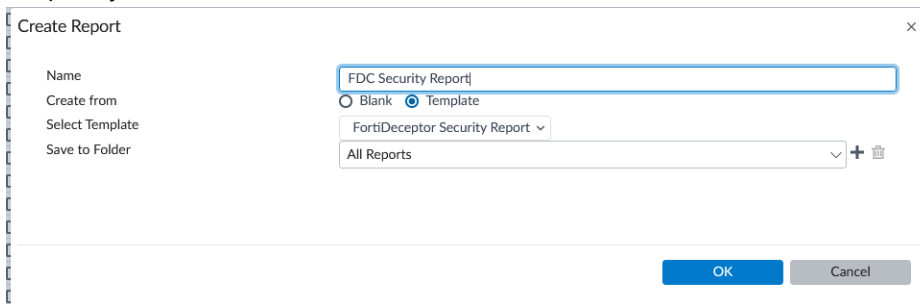 Create Report
Name
FDC Security Report
Create from
Blank Template
Select Template
FortiDeceptor Security Report
Save to Folder
All Reports
OK Cancel